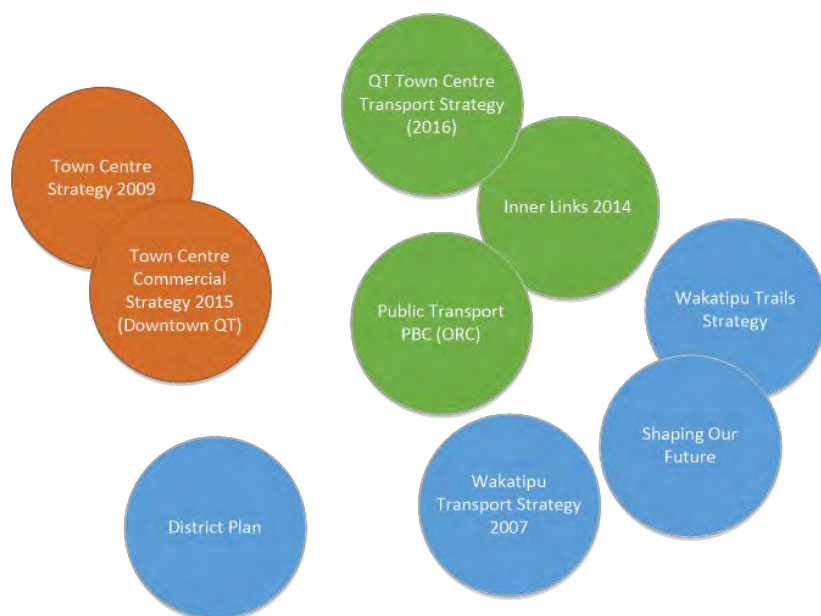 QT Town Centre
Transport Strategy
(2016)
Town Centre
Strategy 2009
Inner Links 2014
Town Centre
Commercial
Strategy 2015
(Downtown QT)
Public Transport
PBC (ORC)
Wakatipu Trails
Strategy
Shaping Our
Future
Wakatipu
Transport Strategy
2007
District Plan